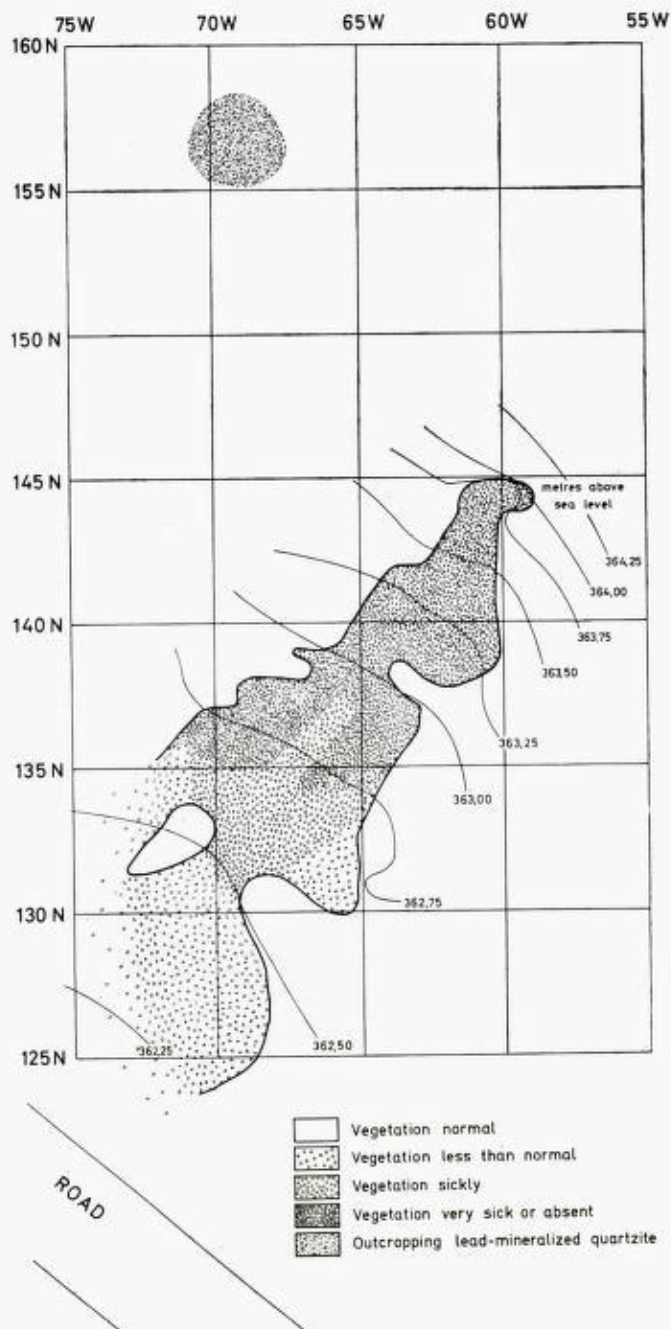 75W 70W 65W 60W 55W
160N
155N
150N
145N
metres above
sea level
364,25
364,00
140N
363,75
363,50
363,25
135N
363,00
130N
362,75
362,50
362,25
125N
ROAD
Vegetation normal
Vegetation less than normal
Vegetation sickly
Vegetation very sick or absent
Outcropping lead-mineralized quartzite